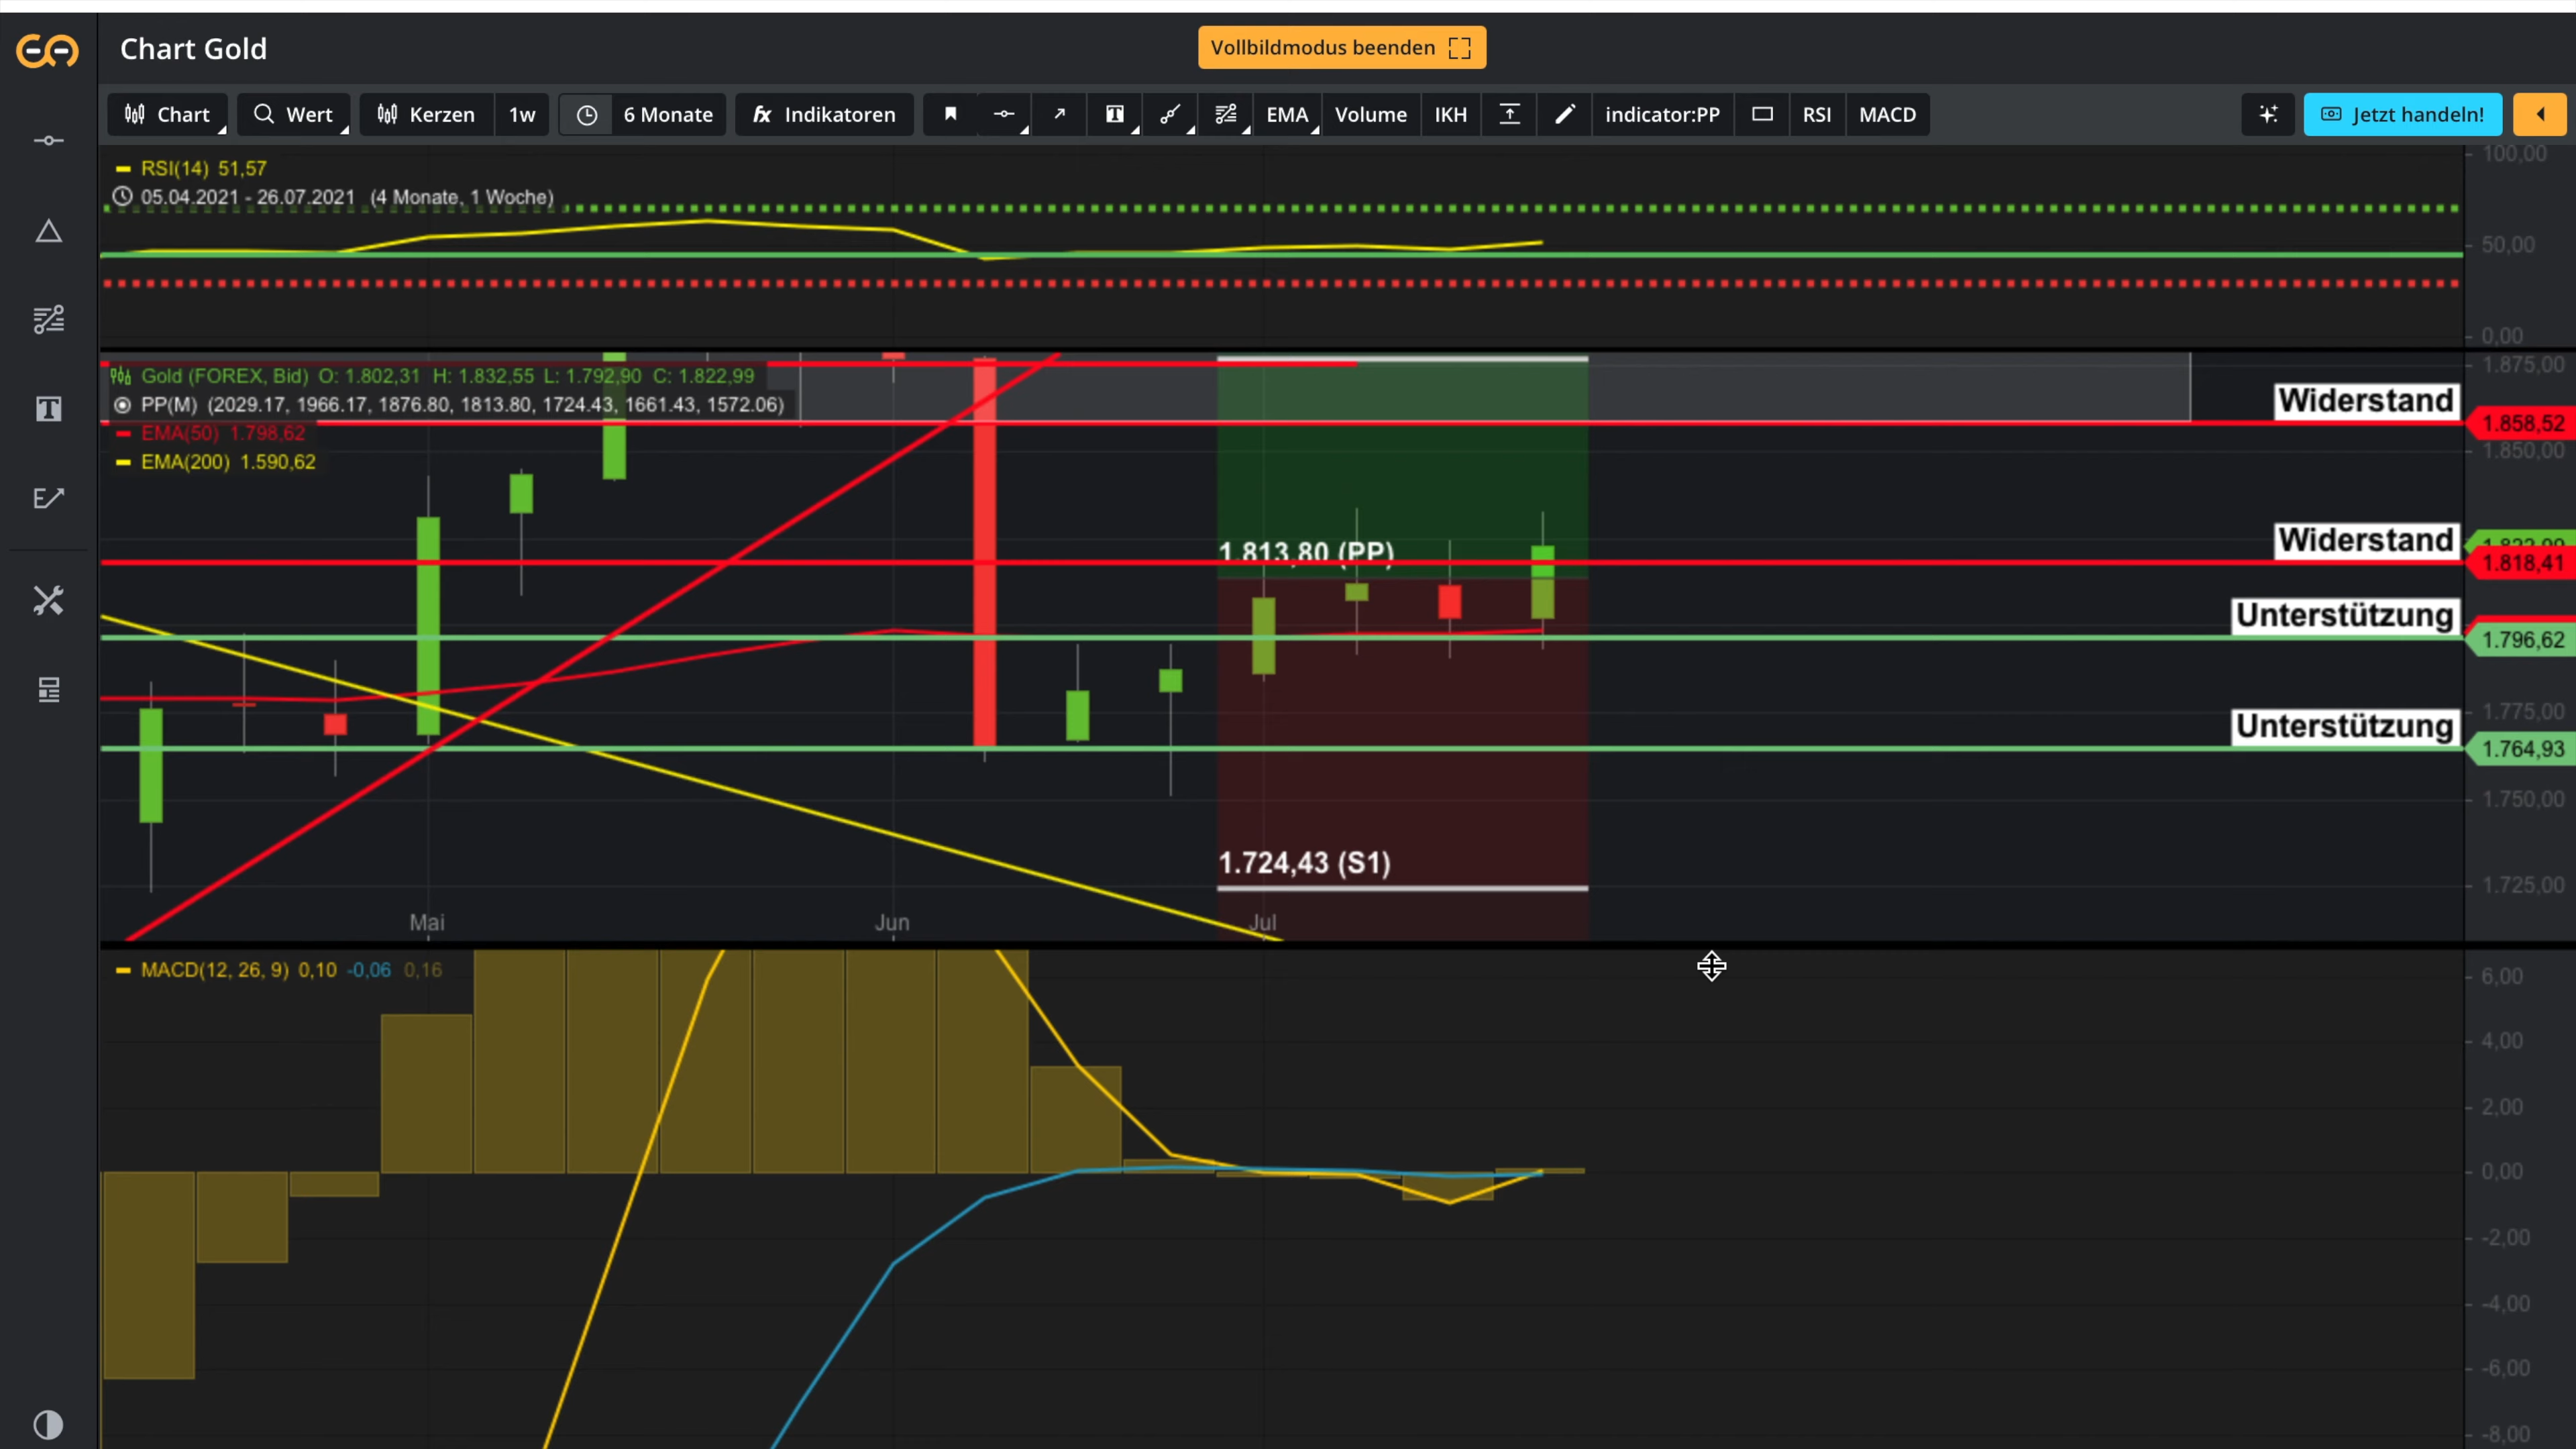 Chart Gold
Vollbildmodus beenden
Chart Wert Kerzen 1w 6 Monate fx Indikatoren EMA Volume IKH indicator:PP RSI MACD Jetzt handeln!
RSI(14) 51,57
05.04.2021 - 26.07.2021 (4 Monate, 1 Woche)
100,00
50,00
0,00
Gold (FOREX, Bid) O: 1.802,31 H: 1.832,55 L: 1.792,90 C: 1.822,99
PP(M) (2029.17, 1966.17, 1876.80, 1813.80, 1724.43, 1661.43, 1572.06)
EMA(50) 1.798,62
EMA(200) 1.590,62
1.875,00
Widerstand
1.858,52
1.850,00
1.813,80 (PP)
Widerstand
1.822,99
1.818,41
Unterstützung
1.796,62
1.775,00
Unterstützung
1.764,93
1.750,00
1.724,43 (S1)
1.725,00
Mai Jun Jul
MACD(12, 26, 9) 0,10 -0,06 0,16
6,00
4,00
2,00
0,00
-2,00
-4,00
-6,00
-8,00